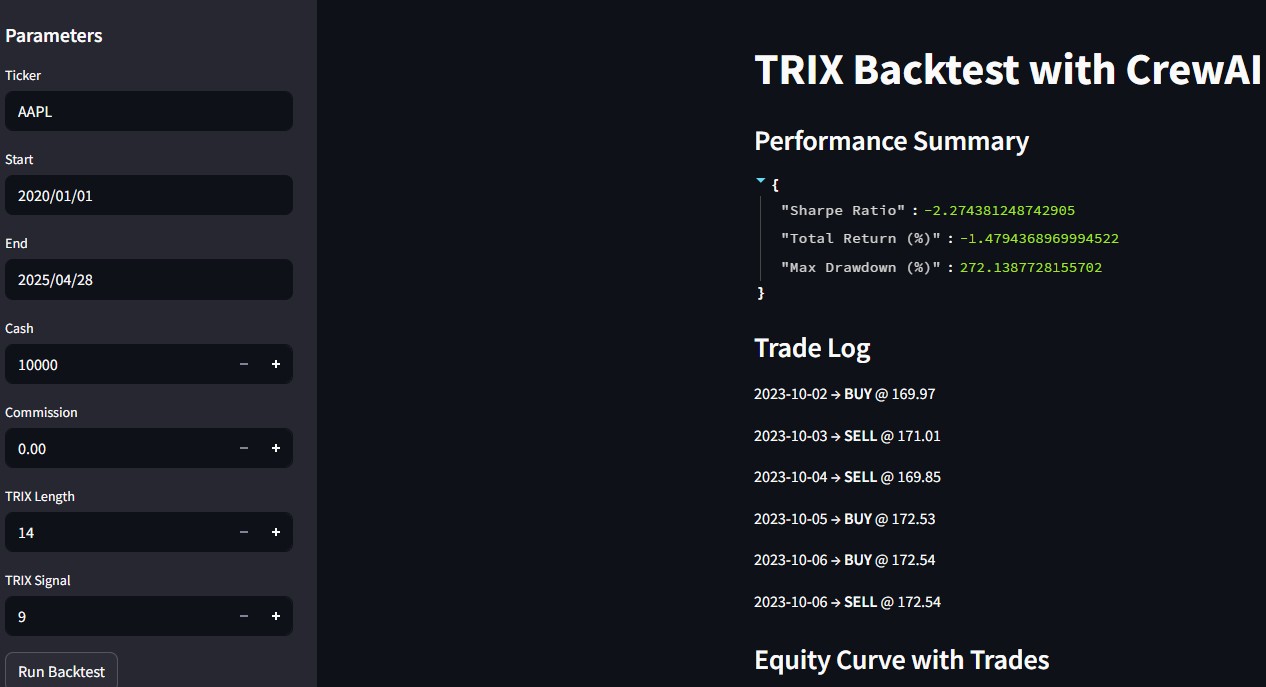 Parameters
Ticker
AAPL
Start
2020/01/01
End
2025/04/28
Cash
10000
Commission
0.00
TRIX Length
14
TRIX Signal
9
Run Backtest
TRIX Backtest with CrewAI
Performance Summary
{
"Sharpe Ratio" : -2.274381248742905
"Total Return (%)" : -1.4794368969994522
"Max Drawdown (%)" : 272.1387728155702
}
Trade Log
2023-10-02 → BUY @ 169.97
2023-10-03 → SELL @ 171.01
2023-10-04 → SELL @ 169.85
2023-10-05 → BUY @ 172.53
2023-10-06 → BUY @ 172.54
2023-10-06 → SELL @ 172.54
Equity Curve with Trades